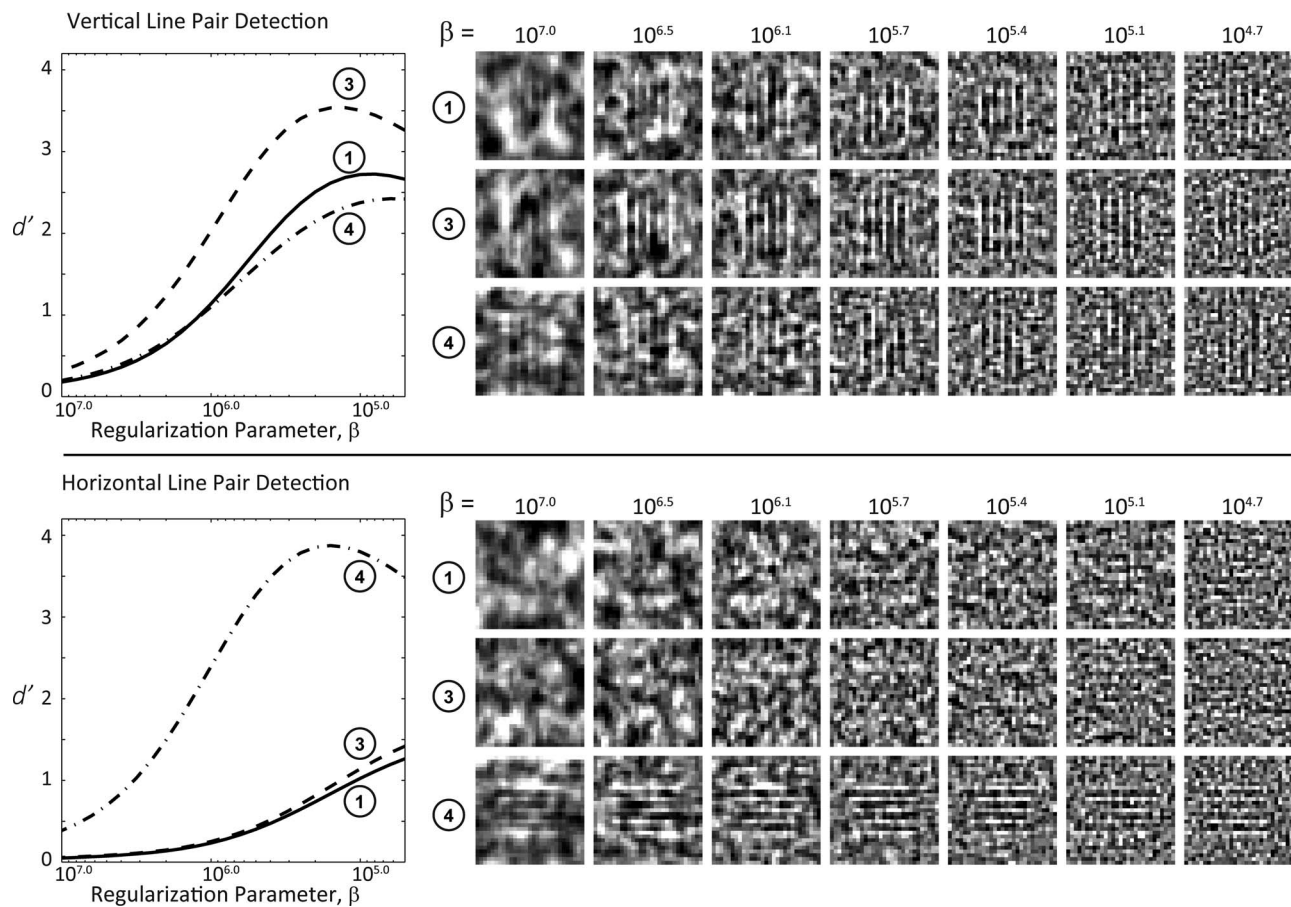 Vertical Line Pair Detection
β = 10^7.0 10^6.5 10^6.1 10^5.7 10^5.4 10^5.1 10^4.7
4
3
2
1
0
d'
3
1
4
10^7.0 10^6.0 10^5.0
Regularization Parameter, β
1
3
4
Horizontal Line Pair Detection
β = 10^7.0 10^6.5 10^6.1 10^5.7 10^5.4 10^5.1 10^4.7
4
3
2
1
0
d'
4
3
1
10^7.0 10^6.0 10^5.0
Regularization Parameter, β
1
3
4